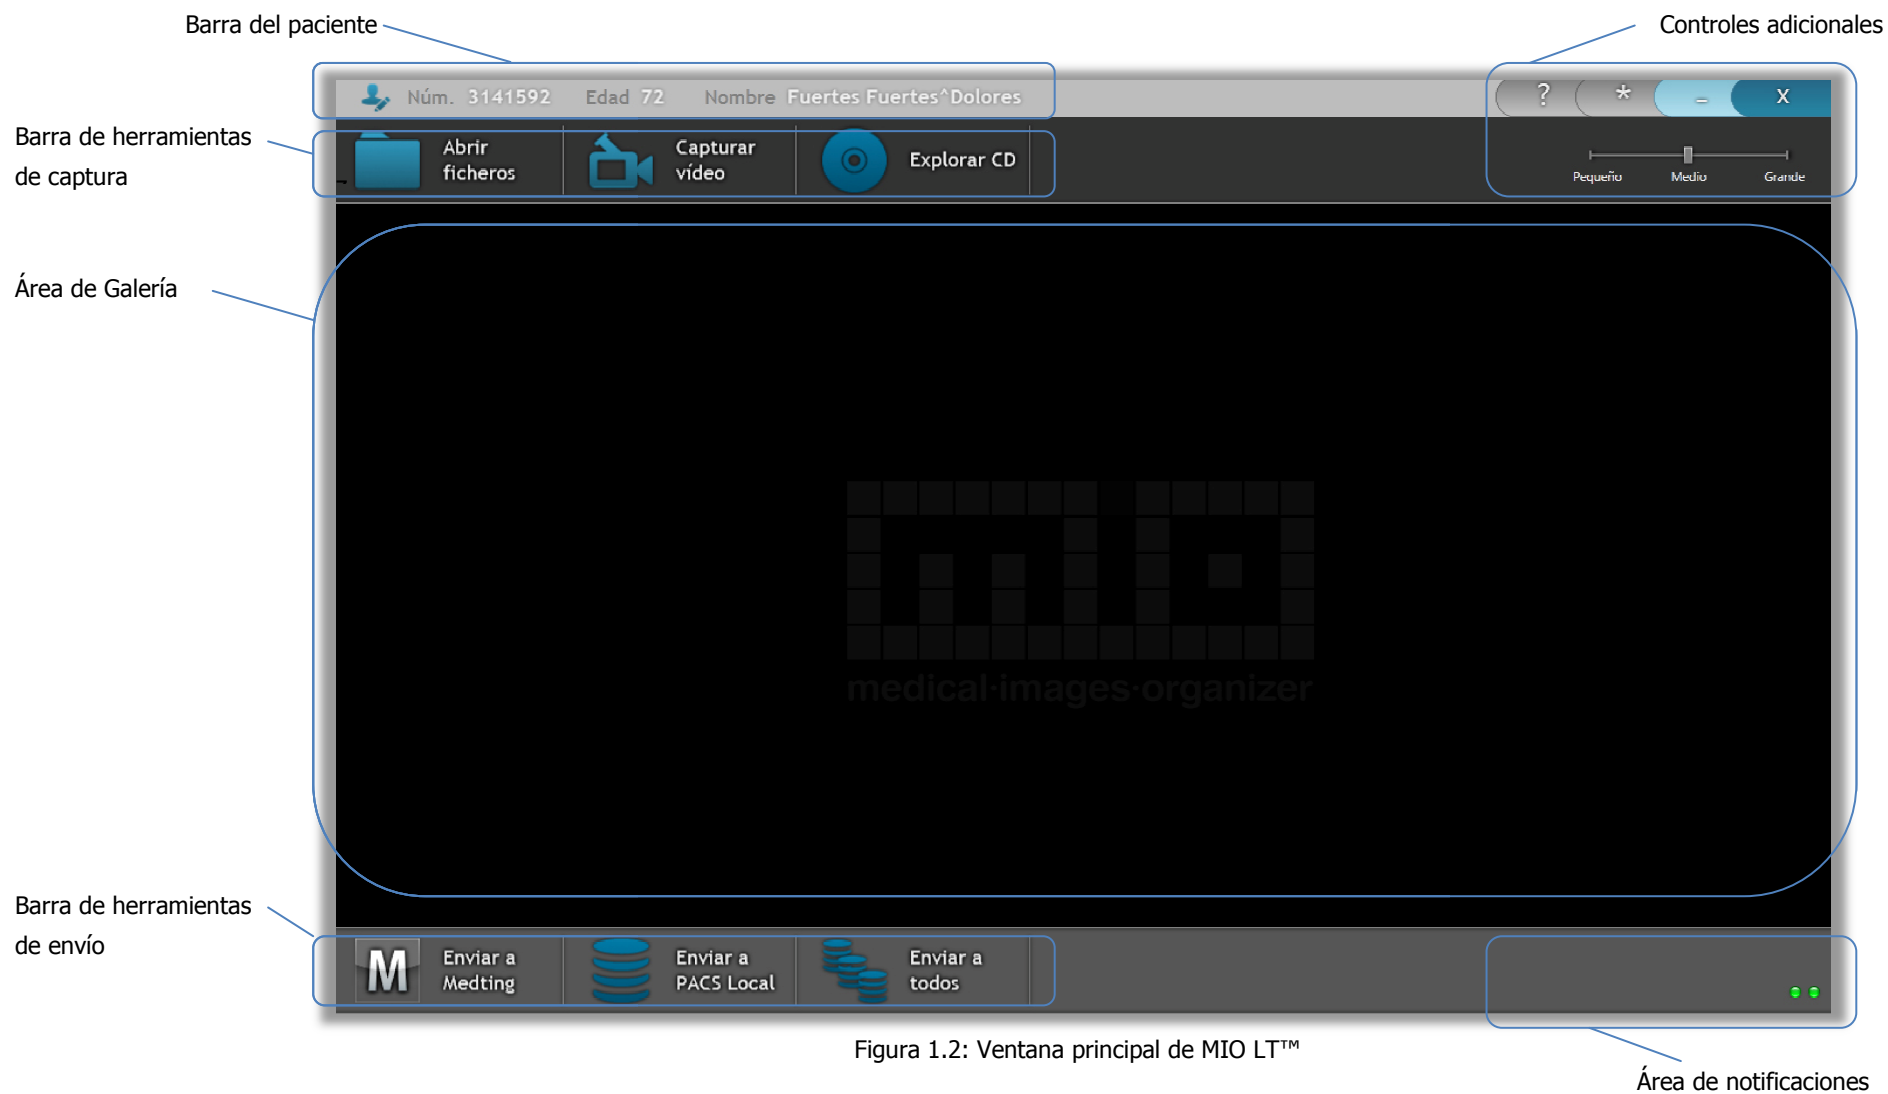 Barra del paciente
Controles adicionales
Núm. 3141592 Edad 72 Nombre Fuertes Fuertes^Dolores
? * - X
Barra de herramientas
de captura
Abrir
ficheros
Capturar
vídeo
Explorar CD
Pequeño Medio Grande
Área de Galería
mio
medical·images·organizer
Barra de herramientas
de envío
M
Enviar a
Medting
Enviar a
PACS Local
Enviar a
todos
Figura 1.2: Ventana principal de MIO LT™
Área de notificaciones